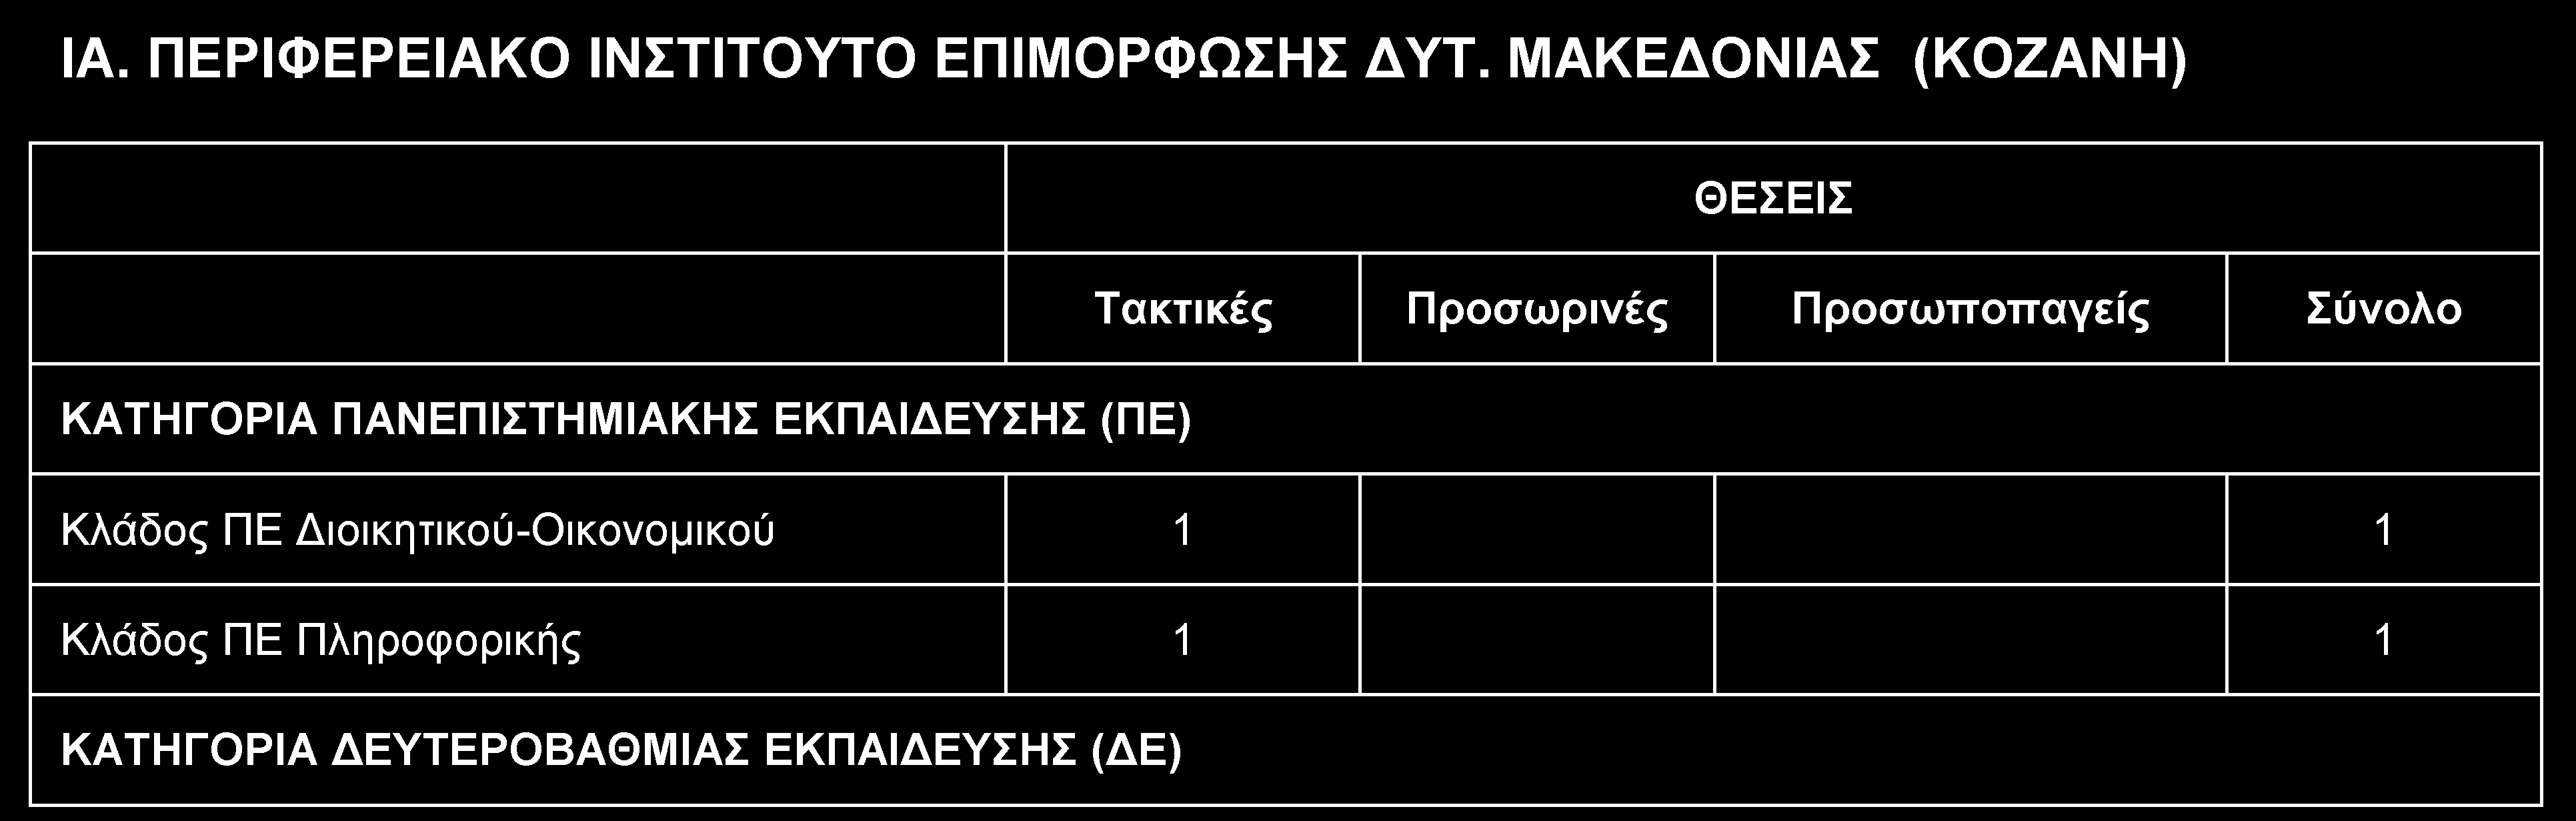 ΙΑ. ΠΕΡΙΦΕΡΕΙΑΚΟ ΙΝΣΤΙΤΟΥΤΟ ΕΠΙΜΟΡΦΩΣΗΣ ΔΥΤ. ΜΑΚΕΔΟΝΙΑΣ (ΚΟΖΑΝΗ)
ΘΕΣΕΙΣ
Τακτικές Προσωρινές Προσωποπαγείς Σύνολο
ΚΑΤΗΓΟΡΙΑ ΠΑΝΕΠΙΣΤΗΜΙΑΚΗΣ ΕΚΠΑΙΔΕΥΣΗΣ (ΠΕ)
Κλάδος ΠΕ Διοικητικού-Οικονομικού 1 1
Κλάδος ΠΕ Πληροφορικής 1 1
ΚΑΤΗΓΟΡΙΑ ΔΕΥΤΕΡΟΒΑΘΜΙΑΣ ΕΚΠΑΙΔΕΥΣΗΣ (ΔΕ)